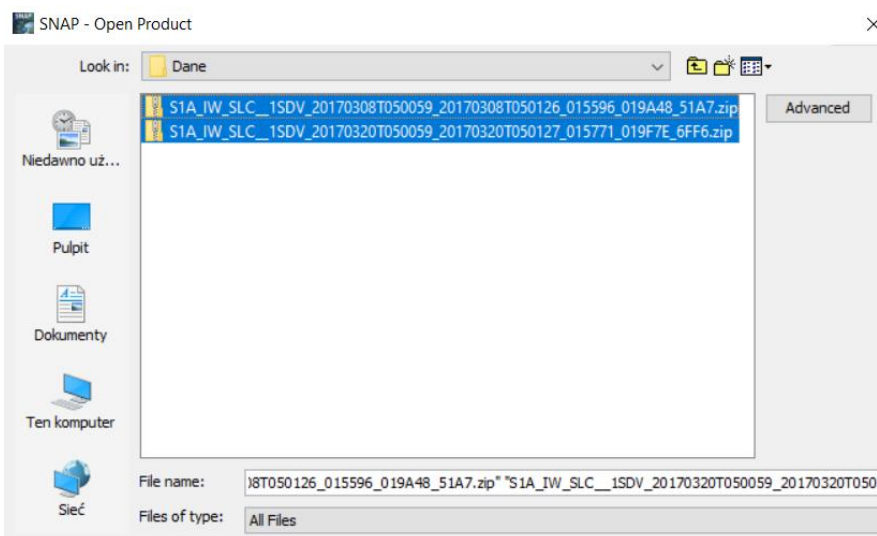 SNAP - Open Product
Look in: Dane
S1A_IW_SLC__1SDV_20170308T050059_20170308T050126_015596_019A48_51A7.zip
S1A_IW_SLC__1SDV_20170320T050059_20170320T050127_015771_019F7E_6FF6.zip
Advanced
Niedawno uż...
Pulpit
Dokumenty
Ten komputer
Sieć
File name: )8T050126_015596_019A48_51A7.zip" "S1A_IW_SLC__1SDV_20170320T050059_20170320T050
Files of type: All Files